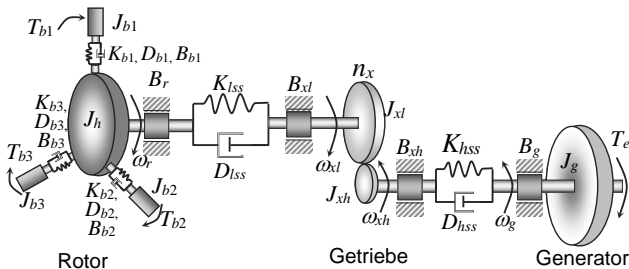 T_b1
J_b1
K_b1, D_b1, B_b1
B_r
K_lss
B_xl
n_x
J_xl
K_b3,
D_b3,
B_b3
J_h
T_b3
J_b3
ω_r
K_b2,
D_b2,
B_b2
J_b2
T_b2
D_lss
ω_xl
J_xh
B_xh
K_hss
B_g
J_g
T_e
ω_xh
D_hss
ω_g
Rotor
Getriebe
Generator